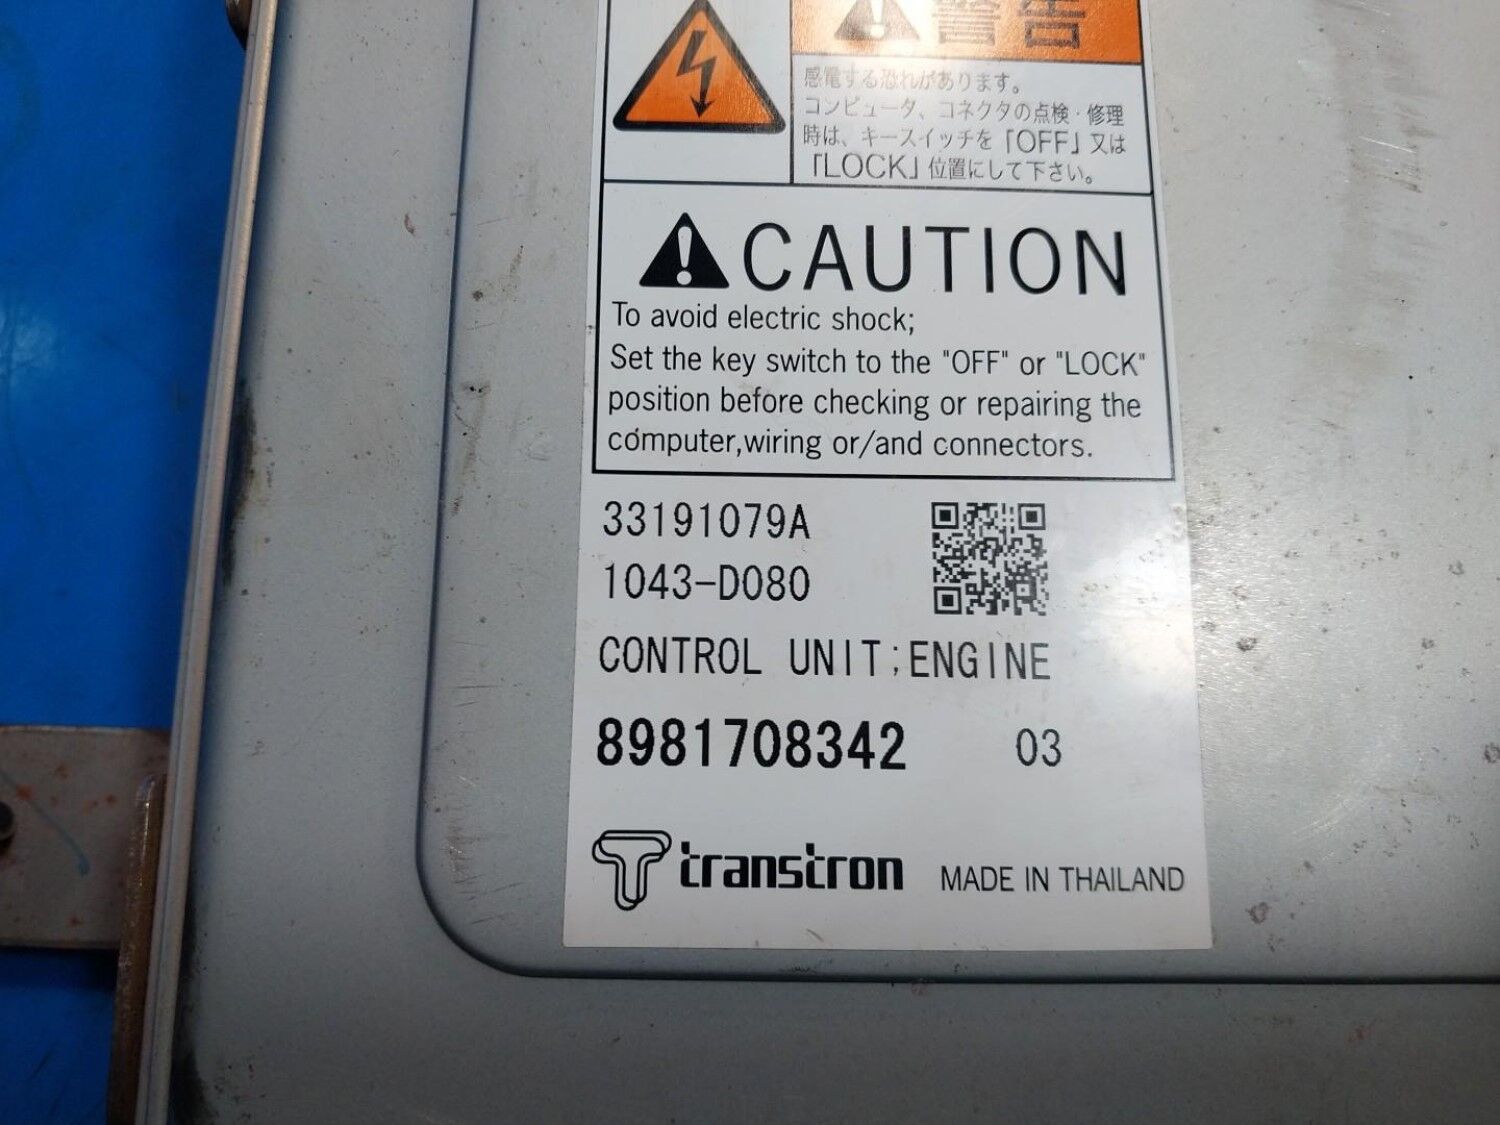 警告
感電する恐れがあります。
コンピュータ、コネクタの点検・修理
時は、キースイッチを「OFF」又は
「LOCK」位置にして下さい。
CAUTION
To avoid electric shock;
Set the key switch to the "OFF" or "LOCK"
position before checking or repairing the
computer,wiring or/and connectors.
33191079A
1043-D080
CONTROL UNIT;ENGINE
8981708342 03
transtron MADE IN THAILAND